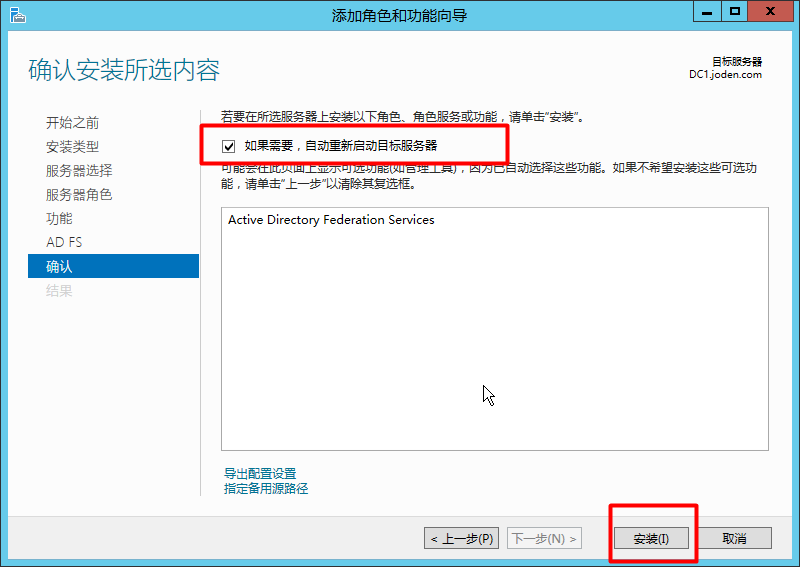 添加角色和功能向导
确认安装所选内容
目标服务器
DC1.joden.com
开始之前
安装类型
服务器选择
服务器角色
功能
AD FS
确认
结果
若要在所选服务器上安装以下角色、角色服务或功能，请单击"安装"。
如果需要，自动重新启动目标服务器
可能会在此页面上显示可选功能(如管理工具)，因为已自动选择这些功能。如果不希望安装这些可选功
能，请单击"上一步"以清除其复选框。
Active Directory Federation Services
导出配置设置
指定备用源路径
< 上一步(P)
下一步(N) >
安装(I)
取消